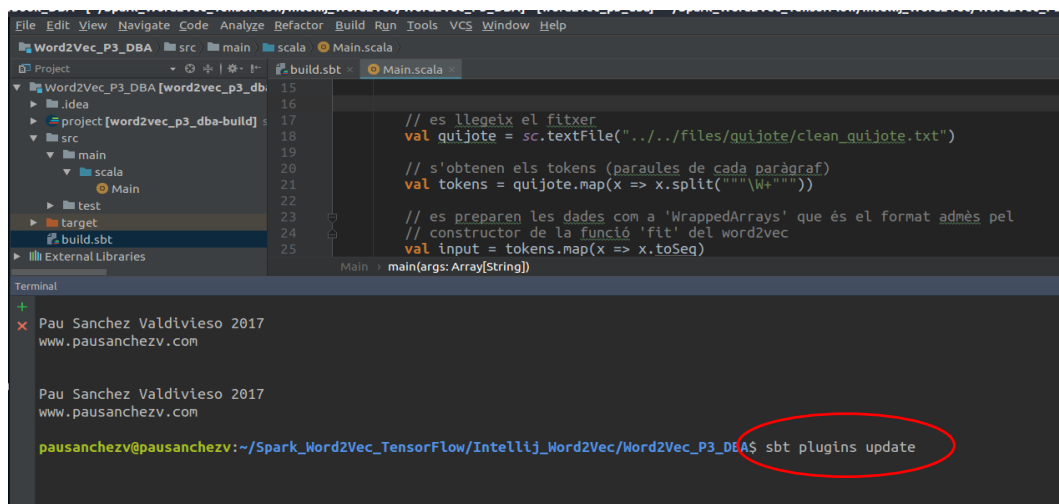 File Edit View Navigate Code Analyze Refactor Build Run Tools VCS Window Help
Word2Vec_P3_DBA src main scala Main.scala
Project build.sbt Main.scala
Word2Vec_P3_DBA [word2vec_p3_dba
.idea
project [word2vec_p3_dba-build]
src
main
scala
Main
test
target
build.sbt
External Libraries
15
16
17 // es llegeix el fitxer
18 val quijote = sc.textFile("../../files/quijote/clean_quijote.txt")
19
20 // s'obtenen els tokens (paraules de cada paràgraf)
21 val tokens = quijote.map(x => x.split("""\W+"""))
22
23 // es preparen les dades com a 'WrappedArrays' que és el format admès pel
24 // constructor de la funció 'fit' del word2vec
25 val input = tokens.map(x => x.toSeq)
Main › main(args: Array[String])
Terminal
Pau Sanchez Valdivieso 2017
www.pausanchezv.com
Pau Sanchez Valdivieso 2017
www.pausanchezv.com
pausanchezv@pausanchezv:~/Spark_Word2Vec_TensorFlow/Intellij_Word2Vec/Word2Vec_P3_DBA$ sbt plugins update